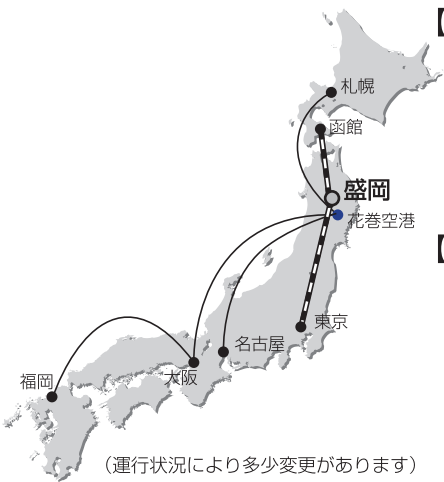 【
札幌
函館
盛岡
花巻空港
【
東京
名古屋
大阪
福岡
（運行状況により多少変更があります）